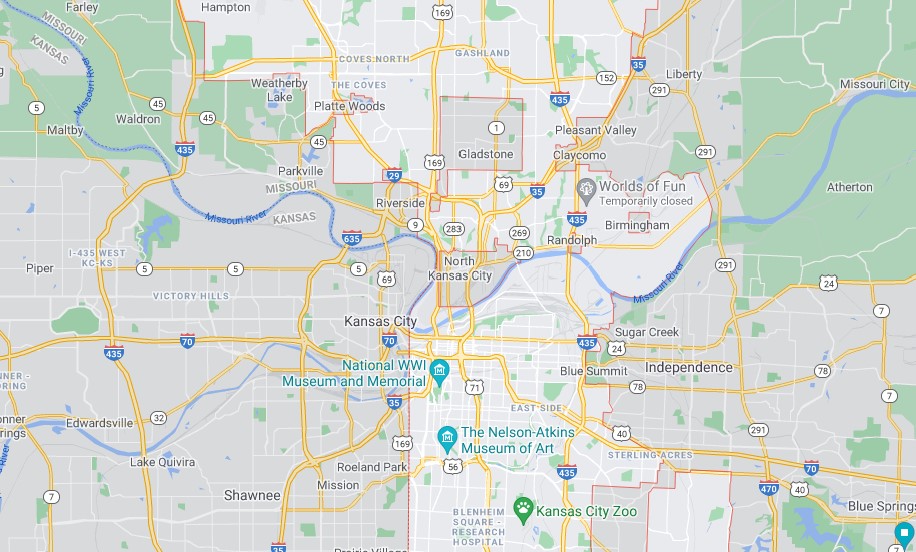 Farley
Hampton
169
MISSOURI
KANSAS
Missouri River
COVES NORTH
GASHLAND
35
152
Liberty
291
Missouri City
Weatherby
Lake
THE COVES
Platte Woods
435
5
45
Waldron
45
Maltby
1
Pleasant Valley
45
435
Gladstone
Claycomo
291
169
Parkville
29
MISSOURI
69
35
Worlds of Fun
Temporarily closed
Atherton
Riverside
Missouri River
KANSAS
9
283
435
Birmingham
269
Randolph
635
210
I-435 WEST
KC-KS
Piper
5
5
5
69
North
Kansas City
291
Missouri River
24
VICTORY HILLS
7
Kansas City
Sugar Creek
435
70
70
435
24
National WWI
Museum and Memorial
Independence
Blue Summit
78
78
71
7
35
EAST SIDE
32
Edwardsville
The Nelson-Atkins
Museum of Art
40
291
169
STERLING ACRES
Lake Quivira
Roeland Park
56
435
70
Mission
470
40
Shawnee
7
Blue Springs
BLENHEIM
SQUARE -
RESEARCH
HOSPITAL
Kansas City Zoo
35
Prairie Village
7